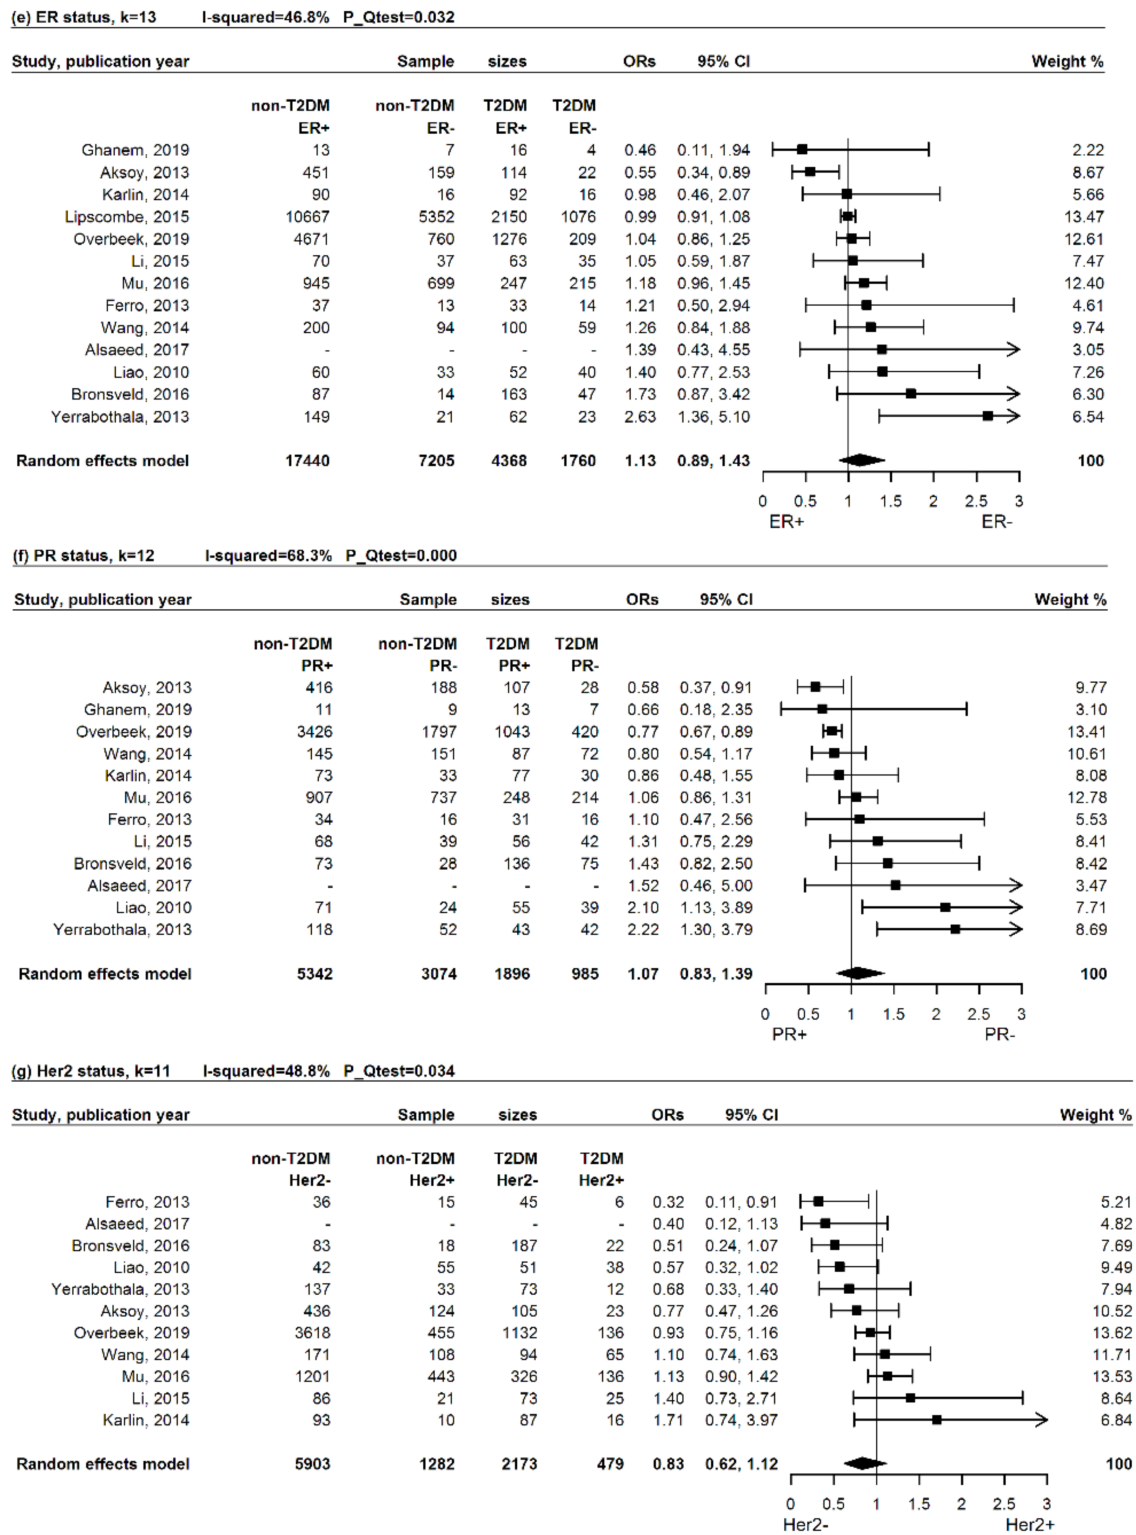 (e) ER status, k=13 I-squared=46.8% P_Qtest=0.032
Study, publication year Sample sizes ORs 95% CI Weight %
non-T2DM non-T2DM T2DM T2DM
ER+ ER- ER+ ER-
Ghanem, 2019 13 7 16 4 0.46 0.11, 1.94 2.22
Aksoy, 2013 451 159 114 22 0.55 0.34, 0.89 8.67
Karlin, 2014 90 16 92 16 0.98 0.46, 2.07 5.66
Lipscombe, 2015 10667 5352 2150 1076 0.99 0.91, 1.08 13.47
Overbeek, 2019 4671 760 1276 209 1.04 0.86, 1.25 12.61
Li, 2015 70 37 63 35 1.05 0.59, 1.87 7.47
Mu, 2016 945 699 247 215 1.18 0.96, 1.45 12.40
Ferro, 2013 37 13 33 14 1.21 0.50, 2.94 4.61
Wang, 2014 200 94 100 59 1.26 0.84, 1.88 9.74
Alsaeed, 2017 - - - - 1.39 0.43, 4.55 3.05
Liao, 2010 60 33 52 40 1.40 0.77, 2.53 7.26
Bronsveld, 2016 87 14 163 47 1.73 0.87, 3.42 6.30
Yerrabothala, 2013 149 21 62 23 2.63 1.36, 5.10 6.54
Random effects model 17440 7205 4368 1760 1.13 0.89, 1.43 100
0 0.5 1 1.5 2 2.5 3
ER+ ER-
(f) PR status, k=12 I-squared=68.3% P_Qtest=0.000
Study, publication year Sample sizes ORs 95% CI Weight %
non-T2DM non-T2DM T2DM T2DM
PR+ PR- PR+ PR-
Aksoy, 2013 416 188 107 28 0.58 0.37, 0.91 9.77
Ghanem, 2019 11 9 13 7 0.66 0.18, 2.35 3.10
Overbeek, 2019 3426 1797 1043 420 0.77 0.67, 0.89 13.41
Wang, 2014 145 151 87 72 0.80 0.54, 1.17 10.61
Karlin, 2014 73 33 77 30 0.86 0.48, 1.55 8.08
Mu, 2016 907 737 248 214 1.06 0.86, 1.31 12.78
Ferro, 2013 34 16 31 16 1.10 0.47, 2.56 5.53
Li, 2015 68 39 56 42 1.31 0.75, 2.29 8.41
Bronsveld, 2016 73 28 136 75 1.43 0.82, 2.50 8.42
Alsaeed, 2017 - - - - 1.52 0.46, 5.00 3.47
Liao, 2010 71 24 55 39 2.10 1.13, 3.89 7.71
Yerrabothala, 2013 118 52 43 42 2.22 1.30, 3.79 8.69
Random effects model 5342 3074 1896 985 1.07 0.83, 1.39 100
0 0.5 1 1.5 2 2.5 3
PR+ PR-
(g) Her2 status, k=11 I-squared=48.8% P_Qtest=0.034
Study, publication year Sample sizes ORs 95% CI Weight %
non-T2DM non-T2DM T2DM T2DM
Her2- Her2+ Her2- Her2+
Ferro, 2013 36 15 45 6 0.32 0.11, 0.91 5.21
Alsaeed, 2017 - - - - 0.40 0.12, 1.13 4.82
Bronsveld, 2016 83 18 187 22 0.51 0.24, 1.07 7.69
Liao, 2010 42 55 51 38 0.57 0.32, 1.02 9.49
Yerrabothala, 2013 137 33 73 12 0.68 0.33, 1.40 7.94
Aksoy, 2013 436 124 105 23 0.77 0.47, 1.26 10.52
Overbeek, 2019 3618 455 1132 136 0.93 0.75, 1.16 13.62
Wang, 2014 171 108 94 65 1.10 0.74, 1.63 11.71
Mu, 2016 1201 443 326 136 1.13 0.90, 1.42 13.53
Li, 2015 86 21 73 25 1.40 0.73, 2.71 8.64
Karlin, 2014 93 10 87 16 1.71 0.74, 3.97 6.84
Random effects model 5903 1282 2173 479 0.83 0.62, 1.12 100
0 0.5 1 1.5 2 2.5 3
Her2- Her2+